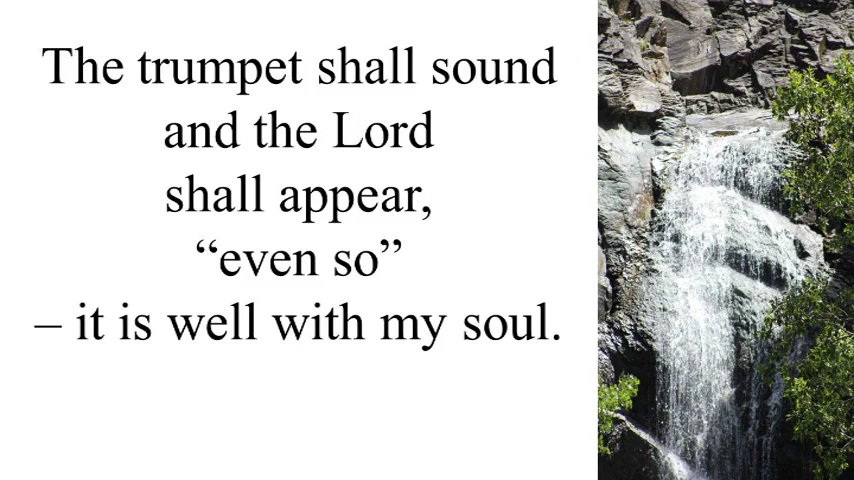 The trumpet shall sound
and the Lord
shall appear,
“even so”
– it is well with my soul.